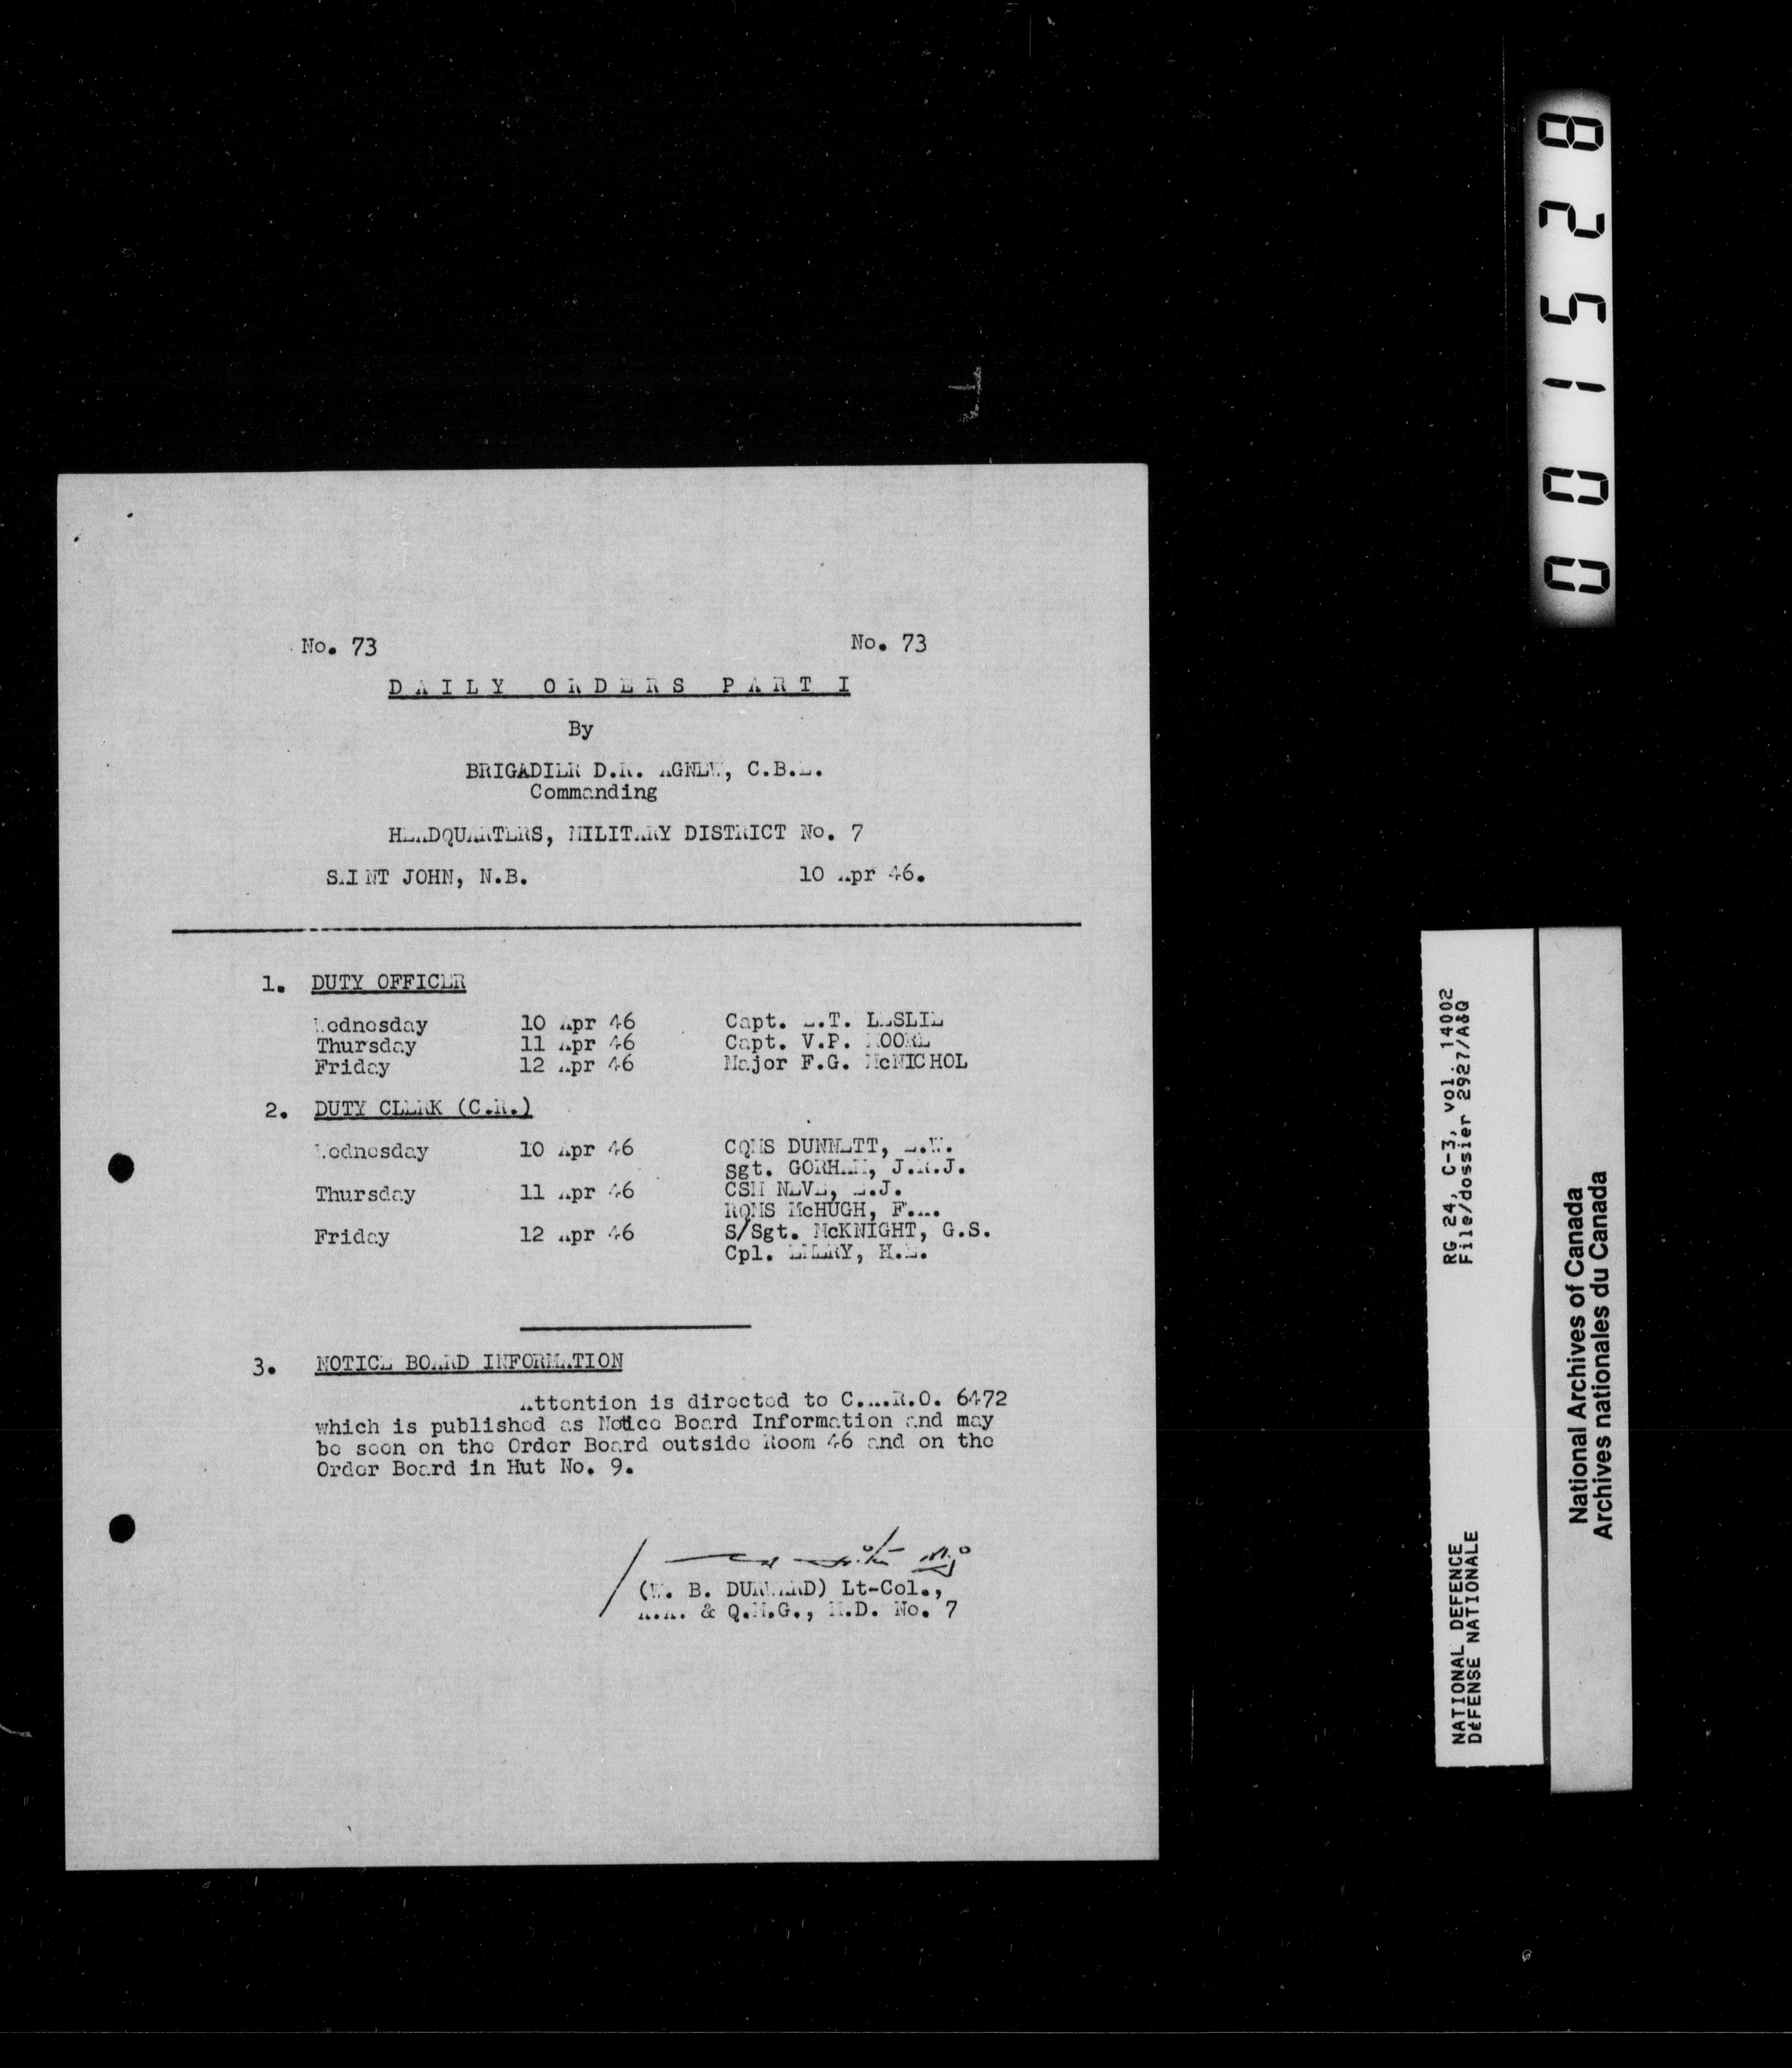 No. 73 No. 73
DAILY ORDERS PART I
By
BRIGADIER D.R. AGNEW, C.B.E.
Commanding
HEADQUARTERS, MILITARY DISTRICT No. 7
SAINT JOHN, N.B. 10 Apr 46.
1. DUTY OFFICER
Wednesday 10 Apr 46 Capt. E.T. LESLIE
Thursday 11 Apr 46 Capt. V.P. MOORE
Friday 12 Apr 46 Major F.G. McNICHOL
2. DUTY CLERK (C.R.)
Wednesday 10 Apr 46 CQMS DUNNETT, E.W.
Sgt. GORHAM, J.R.J.
Thursday 11 Apr 46 CSM NEVE, E.J.
RQMS McHUGH, F.A.
Friday 12 Apr 46 S/Sgt. McKNIGHT, G.S.
Cpl. EMERY, H.E.
3. NOTICE BOARD INFORMATION
Attention is directed to C.A.R.O. 6472
which is published as Notice Board Information and may
be seen on the Order Board outside Room 46 and on the
Order Board in Hut No. 9.
(W. B. DURWARD) Lt-Col.,
A.A. & Q.M.G., M.D. No. 7
001528
RG 24, C-3, vol. 14002
File/dossier 2927/A&Q
NATIONAL DEFENCE
DÉFENSE NATIONALE
National Archives of Canada
Archives nationales du Canada